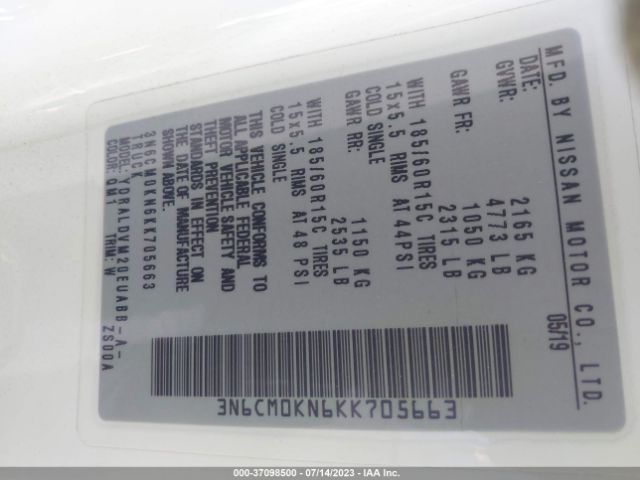 MFD. BY NISSAN MOTOR CO., LTD.
DATE: 05/19
GVWR: 2165 KG
4773 LB
GAWR FR: 1050 KG
2315 LB
WITH 185/60R15C TIRES
15x5.5 RIMS AT 44PSI
COLD SINGLE
GAWR RR: 1150 KG
2535 LB
WITH 185/60R15C TIRES
15x5.5 RIMS AT 48 PSI
COLD SINGLE
THIS VEHICLE CONFORMS TO
ALL APPLICABLE FEDERAL
MOTOR VEHICLE SAFETY AND
THEFT PREVENTION
STANDARDS IN EFFECT ON
THE DATE OF MANUFACTURE
SHOWN ABOVE.
3N6CM0KN6KK705663
TRUCK
MODEL: YQRALDVM20EUABB-A-
COLOR: QM1 TRIM: W ZS00A
3N6CM0KN6KK705663
000-37098500 - 07/14/2023 - IAAI.COM